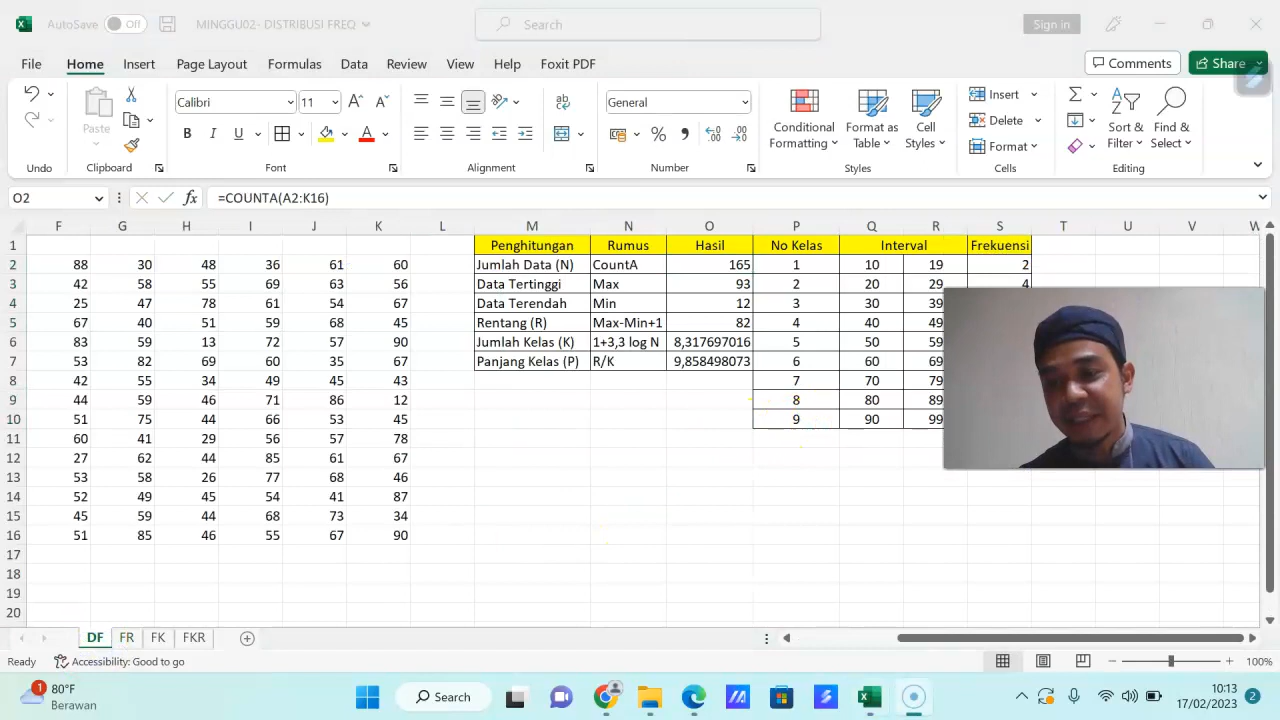 AutoSave Off MINGGU02- DISTRIBUSI FREQ Search Sign in
File Home Insert Page Layout Formulas Data Review View Help Foxit PDF Comments Share
Paste Calibri 11 General Conditional Formatting Format as Table Cell Styles Insert Delete Format Sort & Filter Find & Select
Undo Clipboard Font Alignment Number Styles Cells Editing
O2 fx =COUNTA(A2:K16)
F G H I J K L M N O P Q R S T U V W
1 Penghitungan Rumus Hasil No Kelas Interval Frekuensi
2 88 30 48 36 61 60 Jumlah Data (N) CountA 165 1 10 19 2
3 42 58 55 69 63 56 Data Tertinggi Max 93 2 20 29 4
4 25 47 78 61 54 67 Data Terendah Min 12 3 30 39
5 67 40 51 59 68 45 Rentang (R) Max-Min+1 82 4 40 49
6 83 59 13 72 57 90 Jumlah Kelas (K) 1+3,3 log N 8,317697016 5 50 59
7 53 82 69 60 35 67 Panjang Kelas (P) R/K 9,858498073 6 60 69
8 42 55 34 49 45 43 7 70 79
9 44 59 46 71 86 12 8 80 89
10 51 75 44 66 53 45 9 90 99
11 60 41 29 56 57 78
12 27 62 44 85 61 67
13 53 58 26 77 68 46
14 52 49 45 54 41 87
15 45 59 44 68 73 34
16 51 85 46 55 67 90
17
18
19
20
DF FR FK FKR
Ready Accessibility: Good to go 100%
1 80°F Berawan Search 10:13 17/02/2023 2